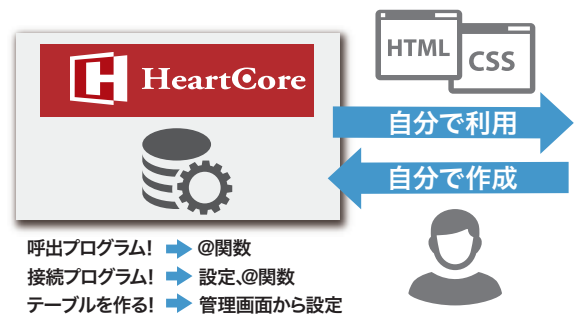 HeartCore
HTML
CSS
自分で利用
自分で作成
呼出プログラム! @関数
接続プログラム! 設定、@関数
テーブルを作る! 管理画面から設定